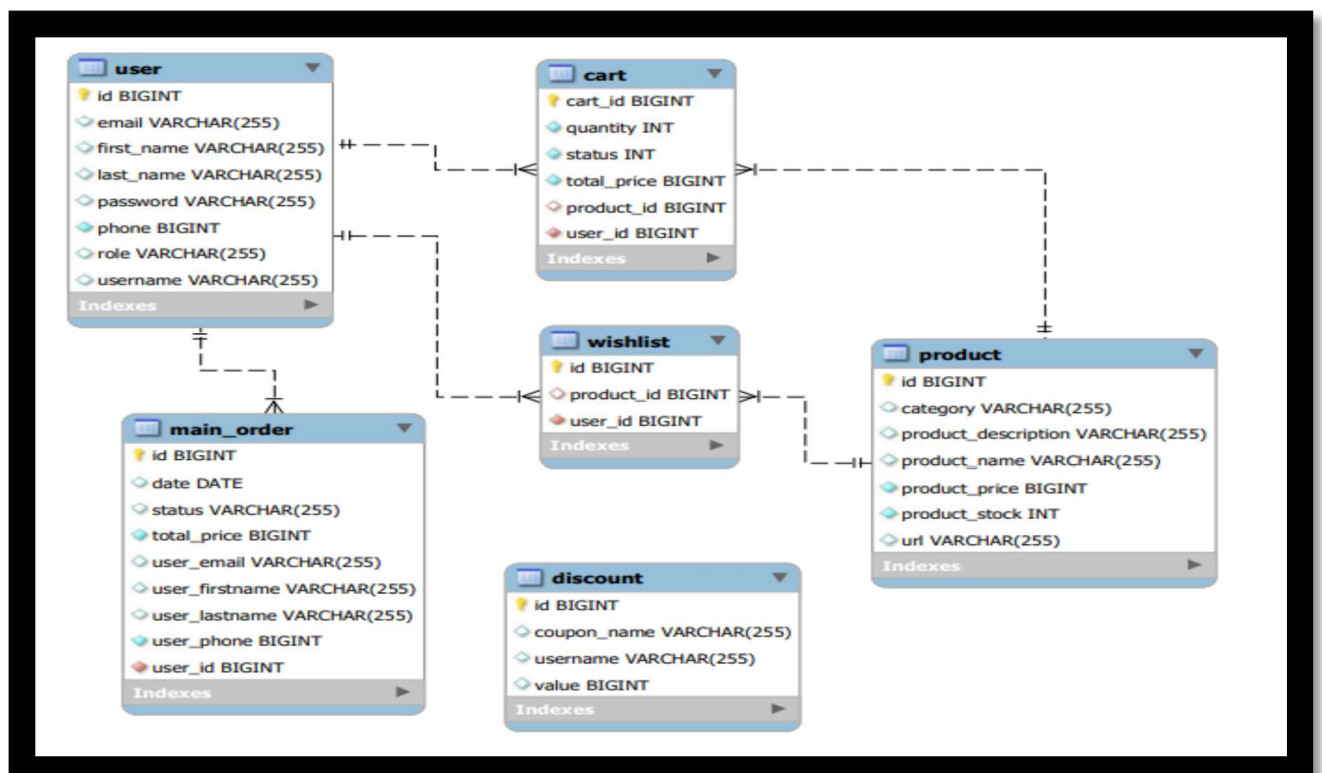 user
id BIGINT
email VARCHAR(255)
first_name VARCHAR(255)
last_name VARCHAR(255)
password VARCHAR(255)
phone BIGINT
role VARCHAR(255)
username VARCHAR(255)
Indexes
cart
cart_id BIGINT
quantity INT
status INT
total_price BIGINT
product_id BIGINT
user_id BIGINT
Indexes
wishlist
id BIGINT
product_id BIGINT
user_id BIGINT
Indexes
product
id BIGINT
category VARCHAR(255)
product_description VARCHAR(255)
product_name VARCHAR(255)
product_price BIGINT
product_stock INT
url VARCHAR(255)
Indexes
main_order
id BIGINT
date DATE
status VARCHAR(255)
total_price BIGINT
user_email VARCHAR(255)
user_firstname VARCHAR(255)
user_lastname VARCHAR(255)
user_phone BIGINT
user_id BIGINT
Indexes
discount
id BIGINT
coupon_name VARCHAR(255)
username VARCHAR(255)
value BIGINT
Indexes